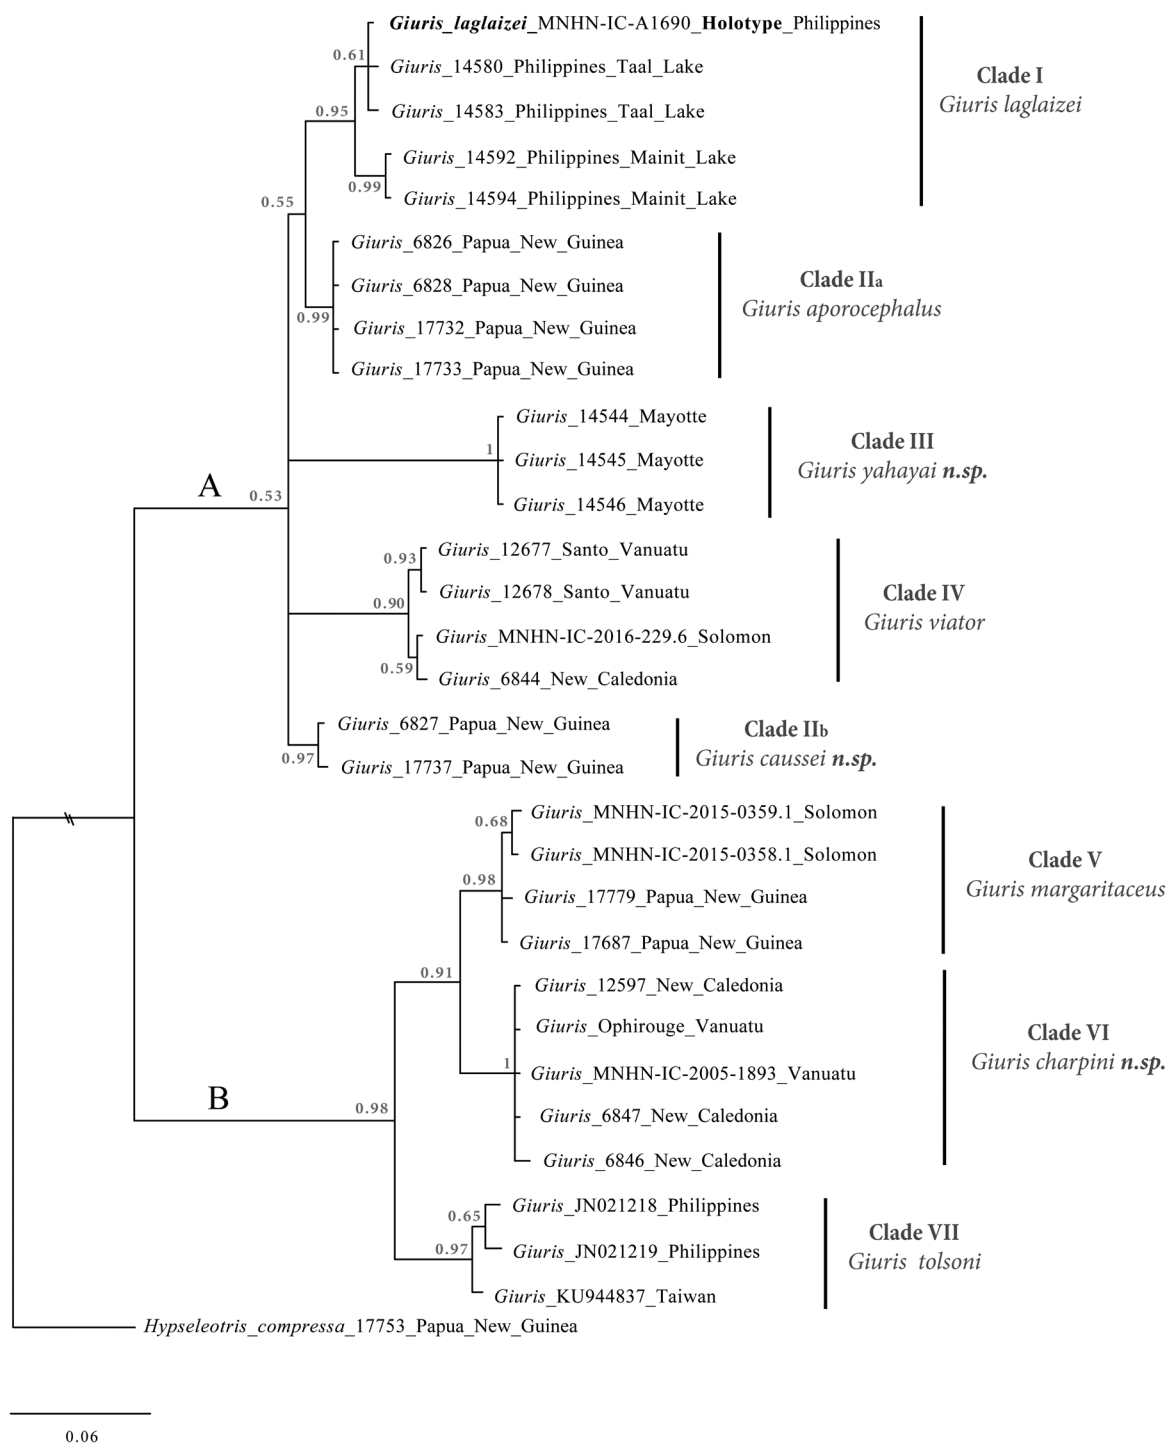 Giuris_laglaizei_MNHN-IC-A1690_Holotype_Philippines
0.61
Giuris_14580_Philippines_Taal_Lake
Clade I
Giuris laglaizei
0.95
Giuris_14583_Philippines_Taal_Lake
Giuris_14592_Philippines_Mainit_Lake
0.99
Giuris_14594_Philippines_Mainit_Lake
0.55
Giuris_6826_Papua_New_Guinea
Giuris_6828_Papua_New_Guinea
Clade IIa
Giuris aporocephalus
0.99
Giuris_17732_Papua_New_Guinea
Giuris_17733_Papua_New_Guinea
Giuris_14544_Mayotte
Clade III
1
Giuris_14545_Mayotte
Giuris yahayai n.sp.
A
0.53
Giuris_14546_Mayotte
Giuris_12677_Santo_Vanuatu
0.93
Giuris_12678_Santo_Vanuatu
Clade IV
0.90
Giuris viator
Giuris_MNHN-IC-2016-229.6_Solomon
0.59
Giuris_6844_New_Caledonia
Giuris_6827_Papua_New_Guinea
Clade IIb
0.97
Giuris caussei n.sp.
Giuris_17737_Papua_New_Guinea
Giuris_MNHN-IC-2015-0359.1_Solomon
0.68
Giuris_MNHN-IC-2015-0358.1_Solomon
Clade V
0.98
Giuris margaritaceus
Giuris_17779_Papua_New_Guinea
Giuris_17687_Papua_New_Guinea
0.91
Giuris_12597_New_Caledonia
Giuris_Ophirouge_Vanuatu
Clade VI
1
Giuris charpini n.sp.
Giuris_MNHN-IC-2005-1893_Vanuatu
B
0.98
Giuris_6847_New_Caledonia
Giuris_6846_New_Caledonia
Giuris_JN021218_Philippines
0.65
Clade VII
0.97
Giuris_JN021219_Philippines
Giuris tolsoni
Giuris_KU944837_Taiwan
Hypseleotris_compressa_17753_Papua_New_Guinea
0.06